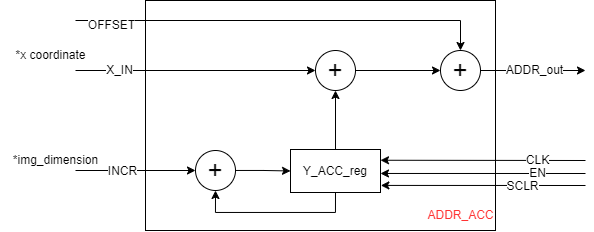 OFFSET
*x coordinate
X_IN
+
+
ADDR_out
*img_dimension
INCR
+
Y_ACC_reg
CLK
EN
SCLR
ADDR_ACC